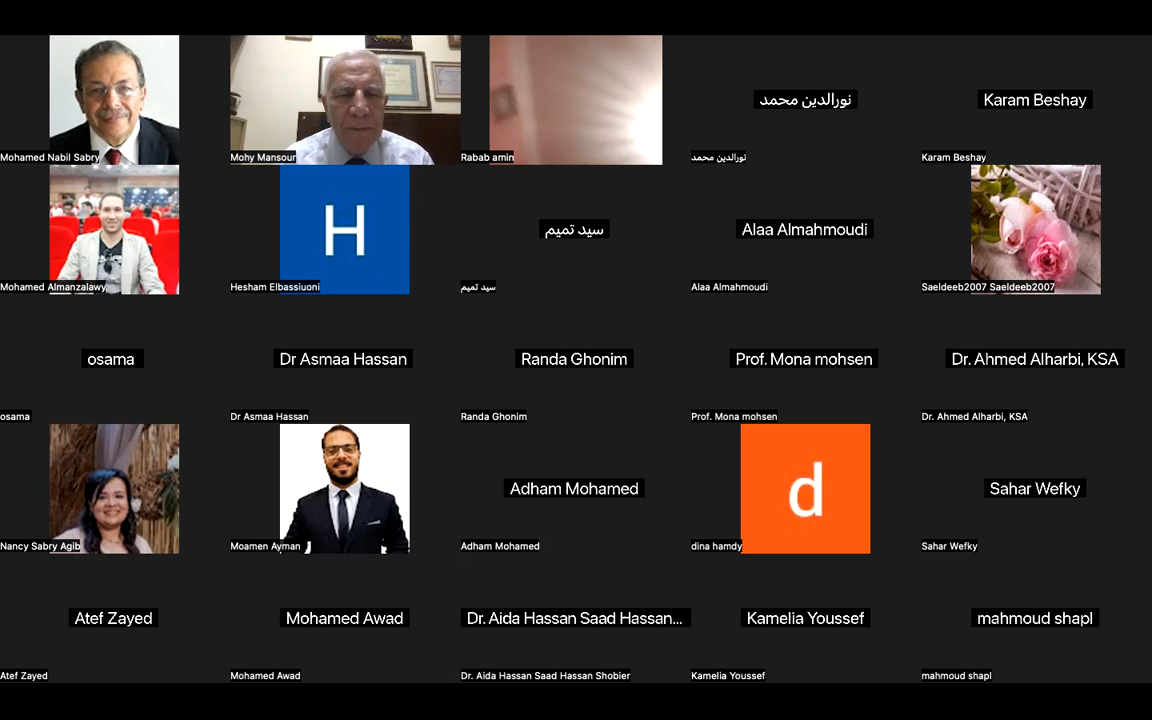 نورالدين محمد
Karam Beshay
Mohamed Nabil Sabry
Mohy Mansour
Rabab amin
نورالدين محمد
Karam Beshay
H
سيد تميم
Alaa Almahmoudi
Mohamed Almanzalawy
Hesham Elbassiuoni
سيد تميم
Alaa Almahmoudi
Saeldeeb2007 Saeldeeb2007
osama
Dr Asmaa Hassan
Randa Ghonim
Prof. Mona mohsen
Dr. Ahmed Alharbi, KSA
osama
Dr Asmaa Hassan
Randa Ghonim
Prof. Mona mohsen
Dr. Ahmed Alharbi, KSA
Adham Mohamed
d
Sahar Wefky
Nancy Sabry Agib
Moamen Ayman
Adham Mohamed
dina hamdy
Sahar Wefky
Atef Zayed
Mohamed Awad
Dr. Aida Hassan Saad Hassan...
Kamelia Youssef
mahmoud shapl
Atef Zayed
Mohamed Awad
Dr. Aida Hassan Saad Hassan Shobier
Kamelia Youssef
mahmoud shapl